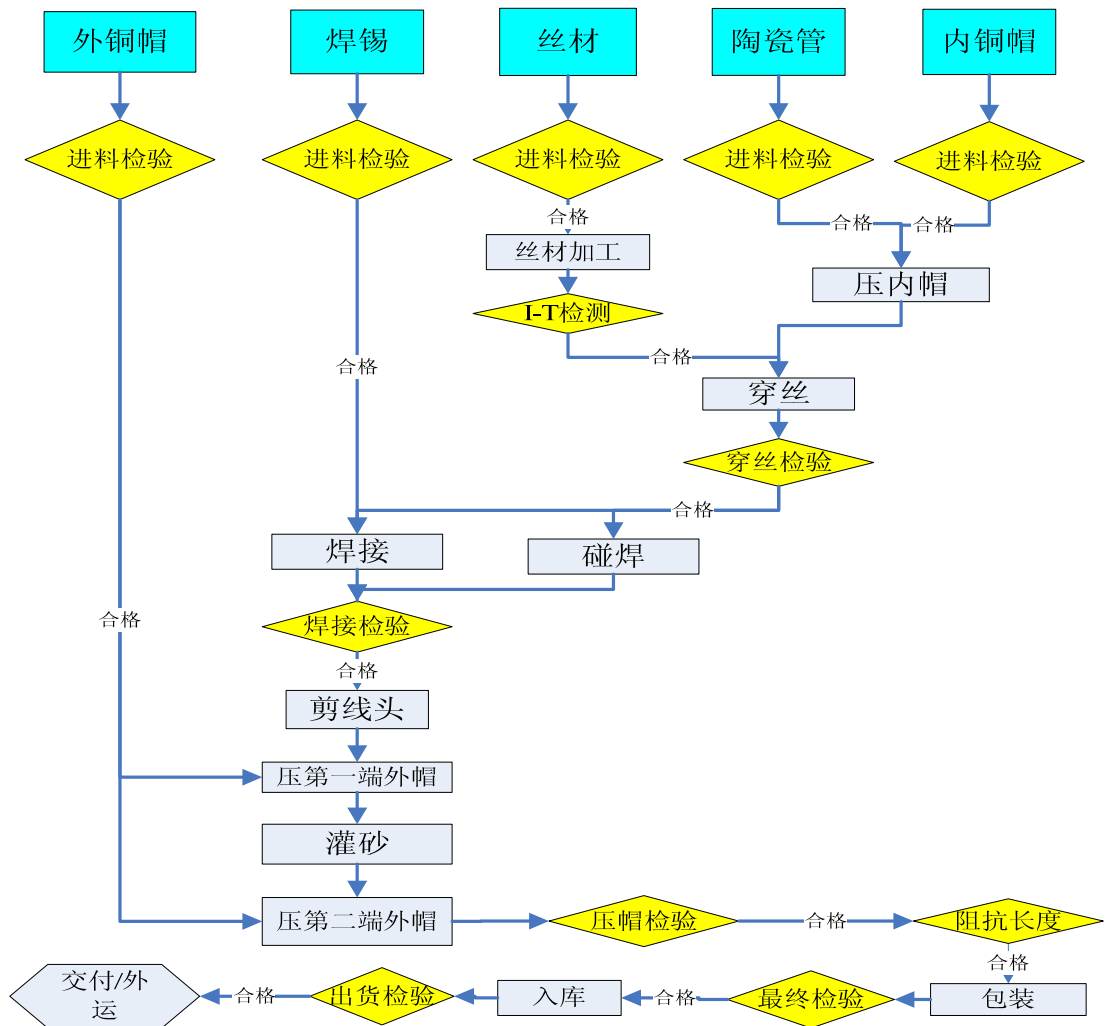 外铜帽
焊锡
丝材
陶瓷管
内铜帽
进料检验
进料检验
进料检验
进料检验
进料检验
合格
合格
合格
丝材加工
压内帽
I-T检测
合格
合格
穿丝
穿丝检验
合格
焊接
碰焊
合格
焊接检验
合格
剪线头
压第一端外帽
灌砂
压第二端外帽
压帽检验
合格
阻抗长度
合格
包装
最终检验
合格
入库
出货检验
合格
交付/外
运